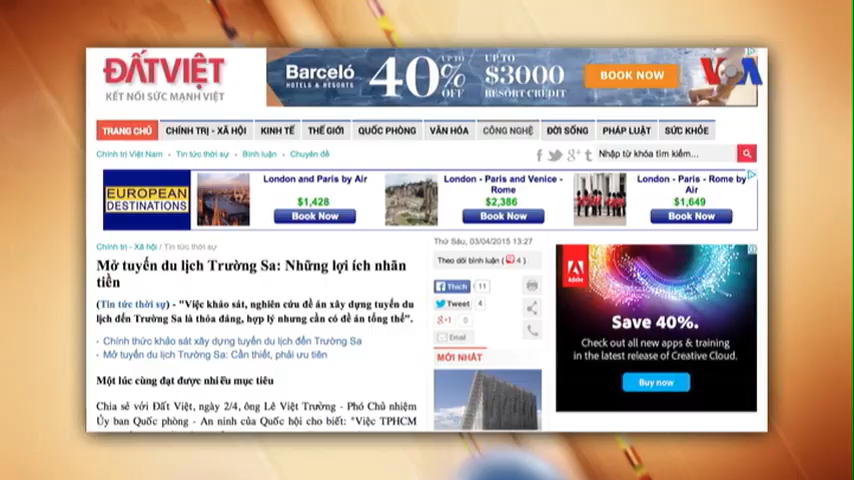 ĐẤTVIỆT
KẾT NỐI SỨC MẠNH VIỆT
Barceló
HOTELS & RESORTS
UP TO
40% OFF
UP TO
$3000
RESORT CREDIT
BOOK NOW
VOA
TRANG CHỦ CHÍNH TRỊ - XÃ HỘI KINH TẾ THẾ GIỚI QUỐC PHÒNG VĂN HÓA CÔNG NGHỆ ĐỜI SỐNG PHÁP LUẬT SỨC KHỎE
Chính trị Việt Nam • Tin tức thời sự • Bình luận • Chuyên đề
Nhập từ khóa tìm kiếm...
EUROPEAN
DESTINATIONS
London and Paris by Air
$1,428
Book Now
London - Paris and Venice -
Rome
$2,386
Book Now
London - Paris - Rome by
Air
$1,649
Book Now
Chính trị - Xã hội / Tin tức thời sự
Mở tuyến du lịch Trường Sa: Những lợi ích nhãn
tiền
(Tin tức thời sự) - "Việc khảo sát, nghiên cứu đề án xây dựng tuyến du
lịch đến Trường Sa là thỏa đáng, hợp lý nhưng cần có đề án tổng thể".
• Chính thức khảo sát xây dựng tuyến du lịch đến Trường Sa
• Mở tuyến du lịch Trường Sa: Cần thiết, phải ưu tiên
Một lúc cùng đạt được nhiều mục tiêu
Chia sẻ với Đất Việt, ngày 2/4, ông Lê Việt Trường - Phó Chủ nhiệm
Ủy ban Quốc phòng - An ninh của Quốc hội cho biết: "Việc TPHCM
Thứ Sáu, 03/04/2015 13:27
Theo dõi bình luận ( 4 )
Thích 11
Tweet 4
g+1 0
Email
MỚI NHẤT
Adobe
Save 40%.
Check out all new apps & training
in the latest release of Creative Cloud.
Buy now